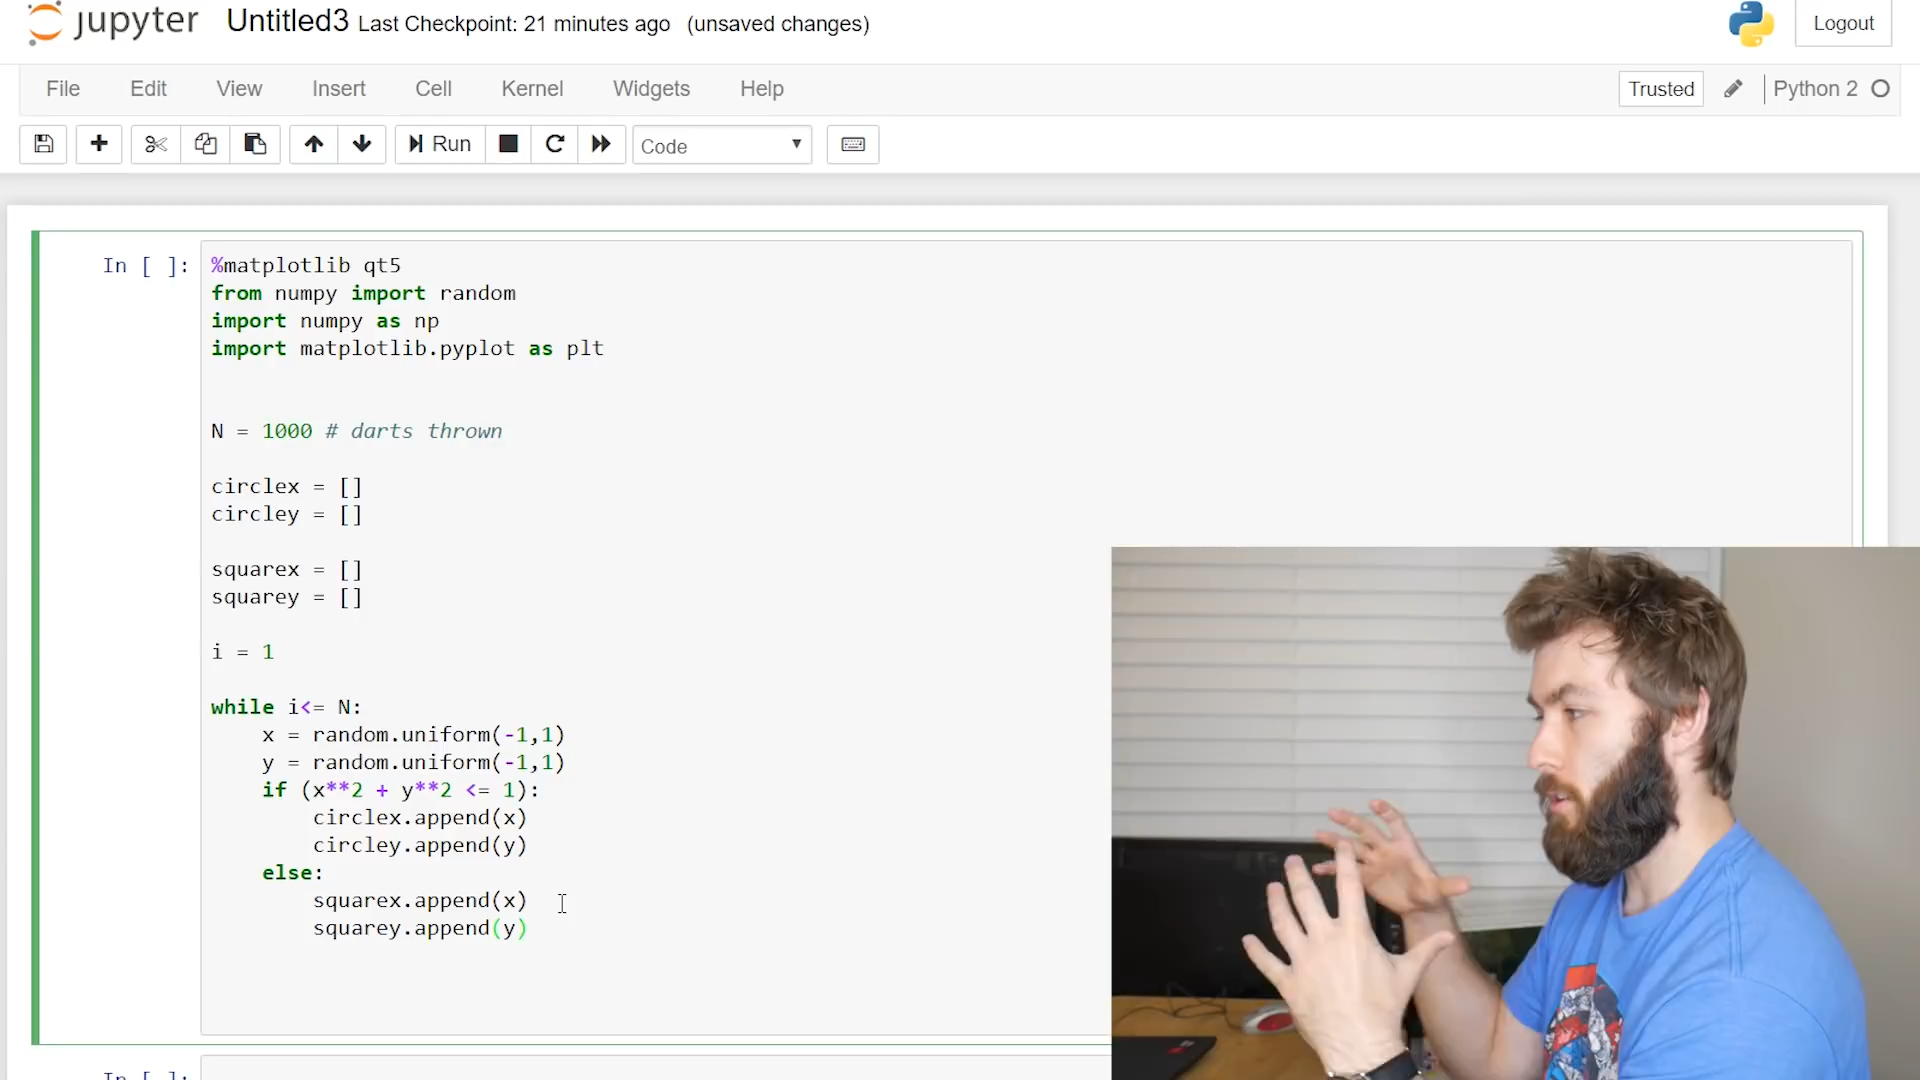 jupyter Untitled3 Last Checkpoint: 21 minutes ago (unsaved changes) Logout
File Edit View Insert Cell Kernel Widgets Help Trusted Python 2
Run Code
In [ ]:
%matplotlib qt5
from numpy import random
import numpy as np
import matplotlib.pyplot as plt
N = 1000 # darts thrown
circlex = []
circley = []
squarex = []
squarey = []
i = 1
while i<= N:
    x = random.uniform(-1,1)
    y = random.uniform(-1,1)
    if (x**2 + y**2 <= 1):
        circlex.append(x)
        circley.append(y)
    else:
        squarex.append(x)
        squarey.append(y)
In [ ]: